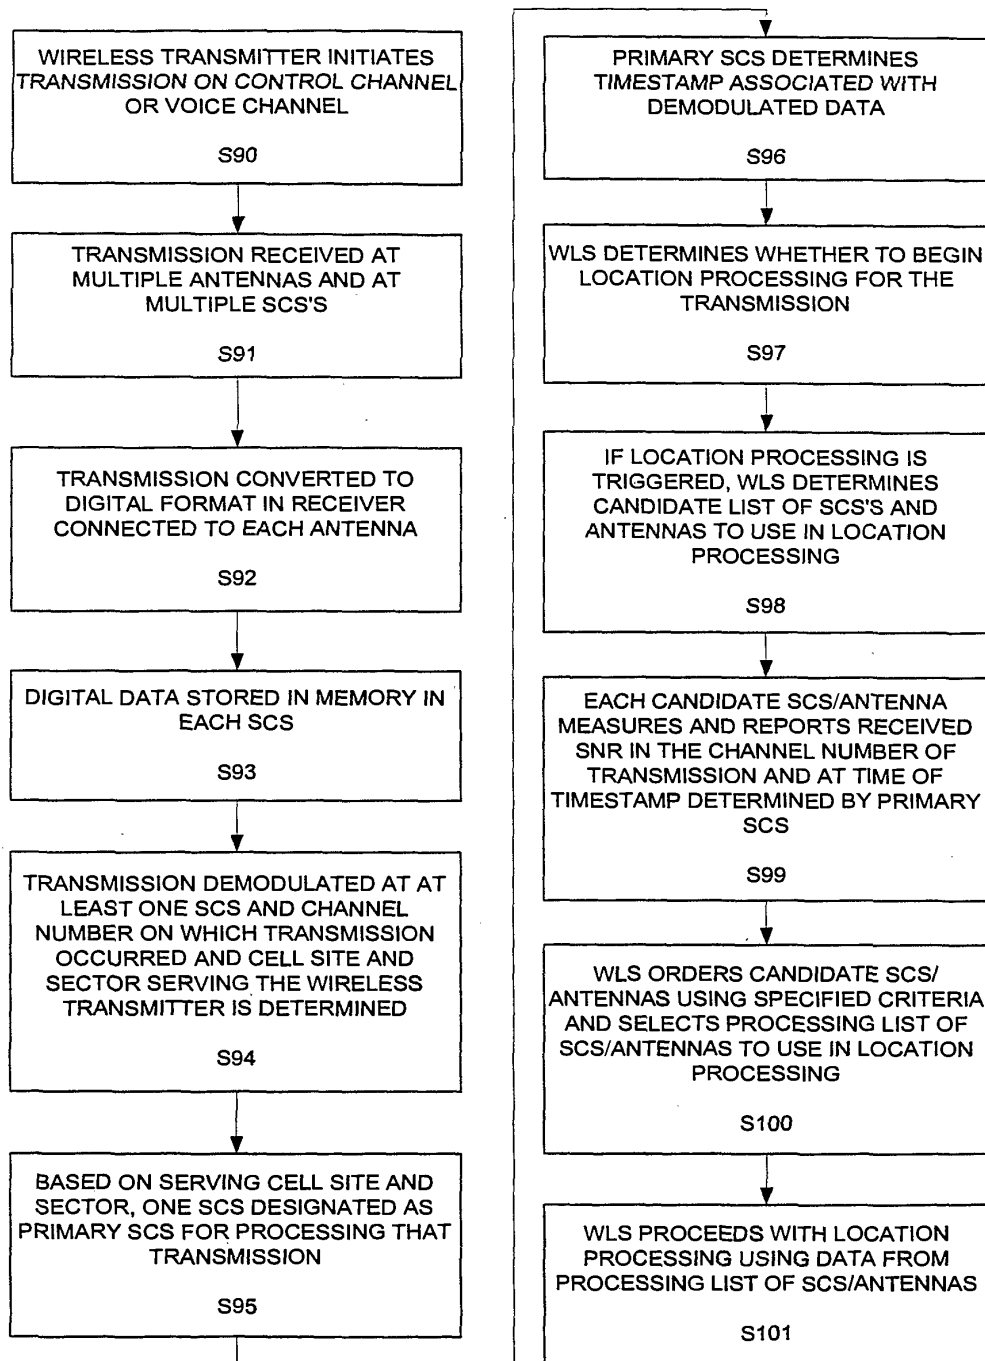 WIRELESS TRANSMITTER INITIATES
TRANSMISSION ON CONTROL CHANNEL
OR VOICE CHANNEL
S90
TRANSMISSION RECEIVED AT
MULTIPLE ANTENNAS AND AT
MULTIPLE SCS'S
S91
TRANSMISSION CONVERTED TO
DIGITAL FORMAT IN RECEIVER
CONNECTED TO EACH ANTENNA
S92
DIGITAL DATA STORED IN MEMORY IN
EACH SCS
S93
TRANSMISSION DEMODULATED AT AT
LEAST ONE SCS AND CHANNEL
NUMBER ON WHICH TRANSMISSION
OCCURRED AND CELL SITE AND
SECTOR SERVING THE WIRELESS
TRANSMITTER IS DETERMINED
S94
BASED ON SERVING CELL SITE AND
SECTOR, ONE SCS DESIGNATED AS
PRIMARY SCS FOR PROCESSING THAT
TRANSMISSION
S95
PRIMARY SCS DETERMINES
TIMESTAMP ASSOCIATED WITH
DEMODULATED DATA
S96
WLS DETERMINES WHETHER TO BEGIN
LOCATION PROCESSING FOR THE
TRANSMISSION
S97
IF LOCATION PROCESSING IS
TRIGGERED, WLS DETERMINES
CANDIDATE LIST OF SCS'S AND
ANTENNAS TO USE IN LOCATION
PROCESSING
S98
EACH CANDIDATE SCS/ANTENNA
MEASURES AND REPORTS RECEIVED
SNR IN THE CHANNEL NUMBER OF
TRANSMISSION AND AT TIME OF
TIMESTAMP DETERMINED BY PRIMARY
SCS
S99
WLS ORDERS CANDIDATE SCS/
ANTENNAS USING SPECIFIED CRITERIA
AND SELECTS PROCESSING LIST OF
SCS/ANTENNAS TO USE IN LOCATION
PROCESSING
S100
WLS PROCEEDS WITH LOCATION
PROCESSING USING DATA FROM
PROCESSING LIST OF SCS/ANTENNAS
S101